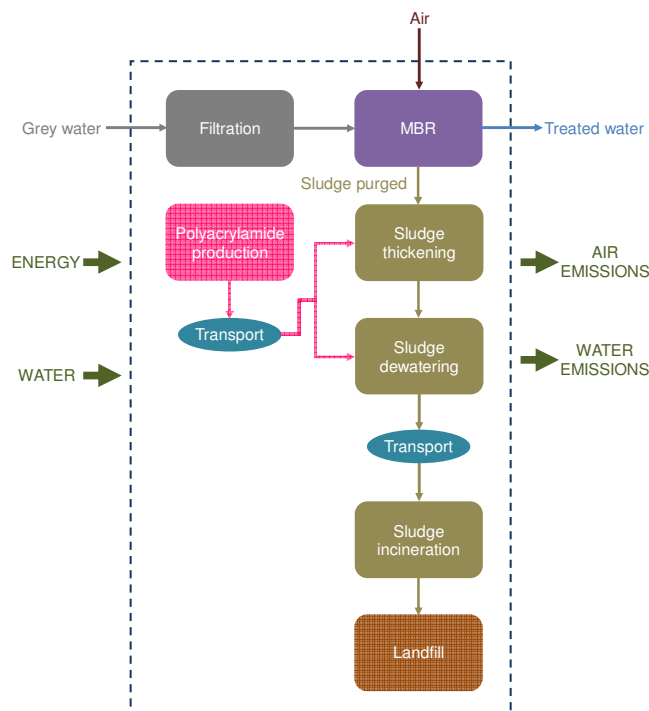 Air
Grey water
Filtration
MBR
Treated water
Sludge purged
Polyacrylamide
production
Sludge
thickening
ENERGY
AIR
EMISSIONS
Transport
Sludge
dewatering
WATER
WATER
EMISSIONS
Transport
Sludge
incineration
Landfill